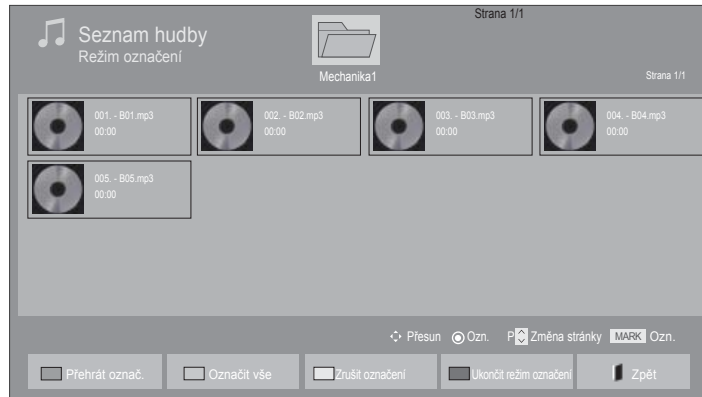 Strana 1/1
Seznam hudby
Režim označení
Mechanika1
Strana 1/1
001. - B01.mp3
00:00
002. - B02.mp3
00:00
003. - B03.mp3
00:00
004. - B04.mp3
00:00
005. - B05.mp3
00:00
Přesun Ozn. P Změna stránky MARK Ozn.
Přehrát označ. Označit vše Zrušit označení Ukončit režim označení Zpět